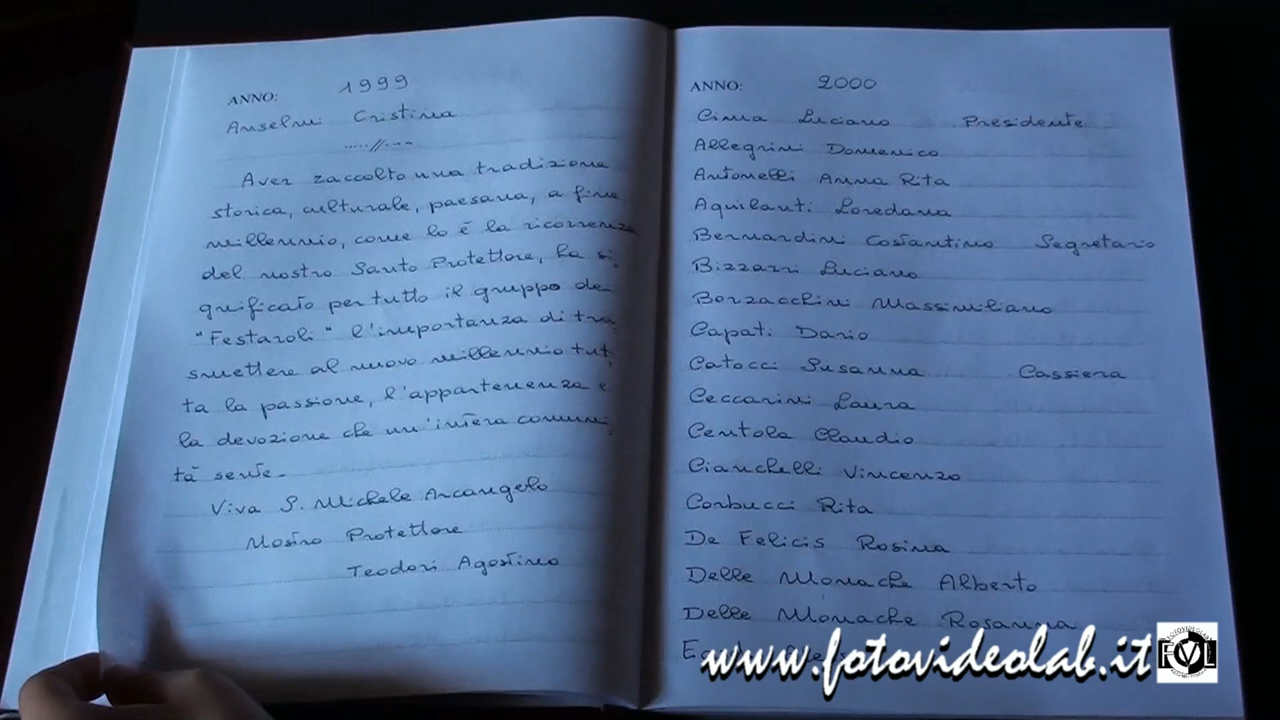 ANNO: 1999
Anselmi Cristina
.....//.---
Aver raccolto una tradizione
storica, culturale, paesana, a fine
millennio, come lo è la ricorrenza
del nostro Santo Protettore, ha si,
gnificato per tutto il gruppo de
"Festaroli" l'importanza di tra,
smettere al nuovo millennio tut,
ta la passione, l'appartenenza e
la devozione che un'intera comuni,
tà sente.
Viva S. Michele Arcangelo
Nostro Protettore
Teodori Agostino
ANNO: 2000
Cima Luciano Presidente
Allegrini Domenico
Antonelli Anna Rita
Aquilanti Loredana
Bernardini Costantino Segretario
Bizzarri Luciano
Borzacchini Massimiliano
Capati Dario
Catocci Susanna Cassiera
Ceccarini Laura
Centola Claudio
Cianchelli Vincenzo
Corbucci Rita
De Felicis Rosina
Delle Monache Alberto
Delle Monache Rosanna
www.fotovideolab.it FVL